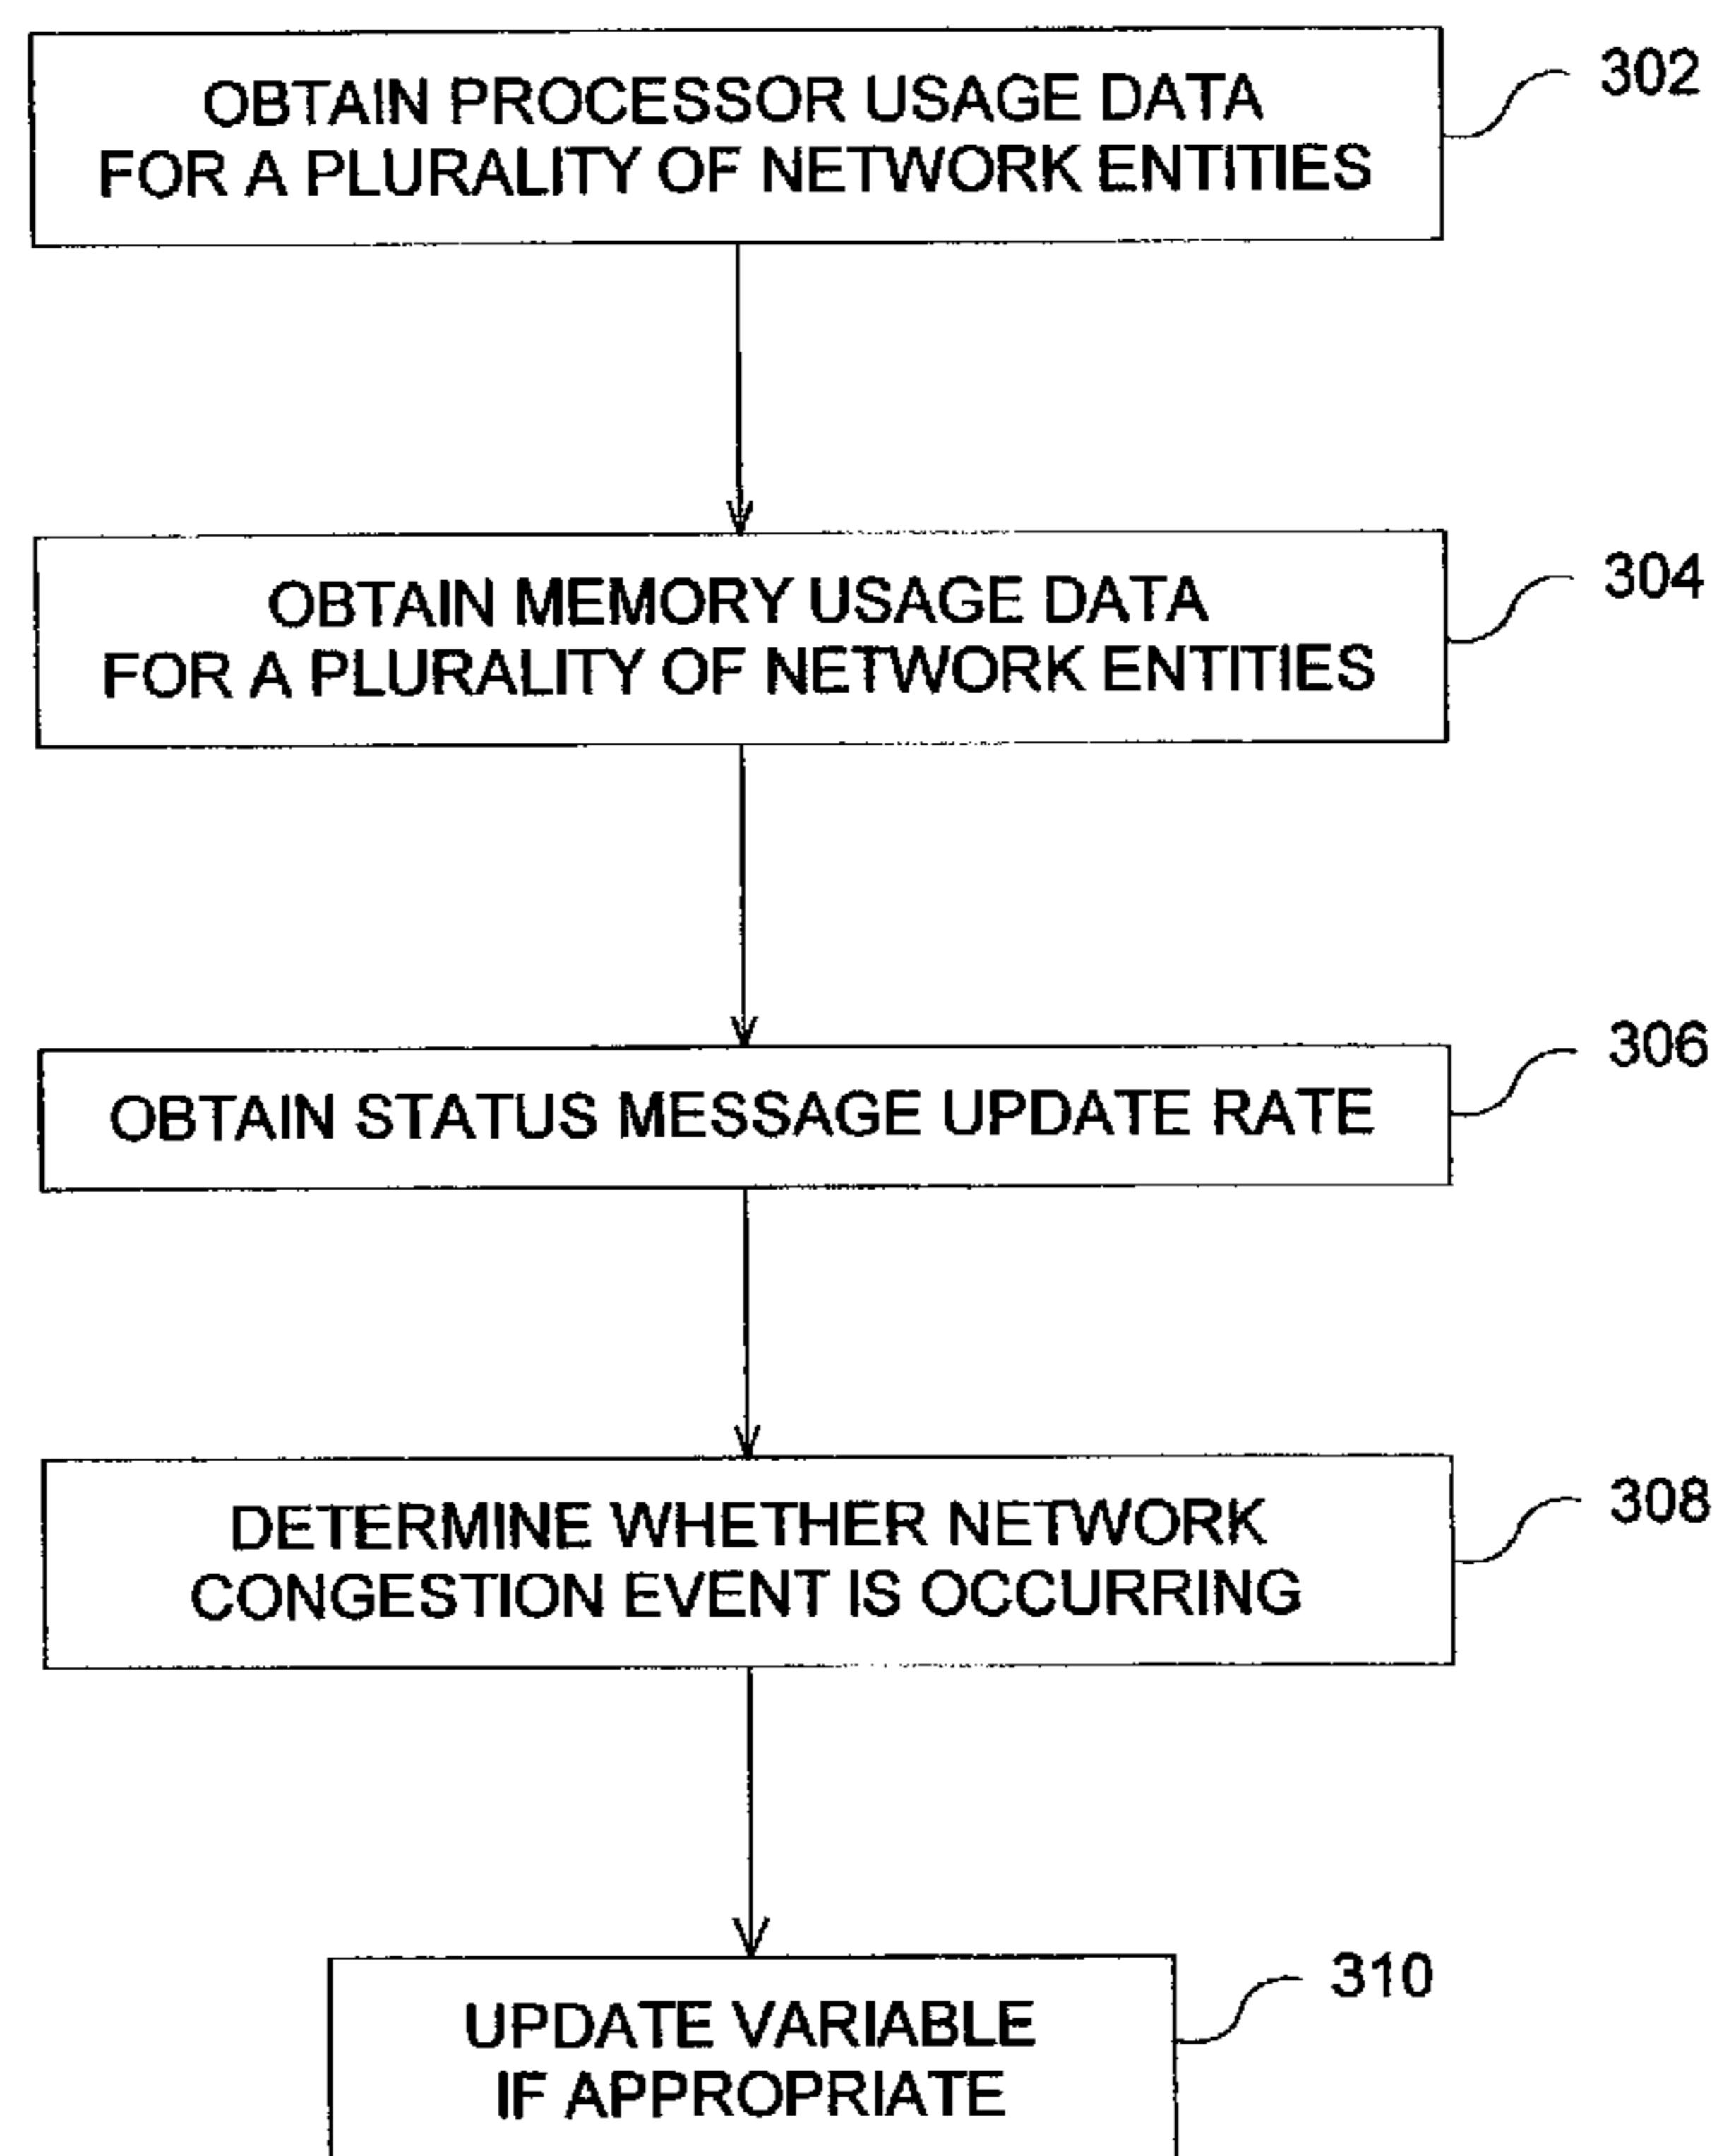 OBTAIN PROCESSOR USAGE DATA
FOR A PLURALITY OF NETWORK ENTITIES
302
OBTAIN MEMORY USAGE DATA
FOR A PLURALITY OF NETWORK ENTITIES
304
OBTAIN STATUS MESSAGE UPDATE RATE
306
DETERMINE WHETHER NETWORK
CONGESTION EVENT IS OCCURRING
308
UPDATE VARIABLE
IF APPROPRIATE
310